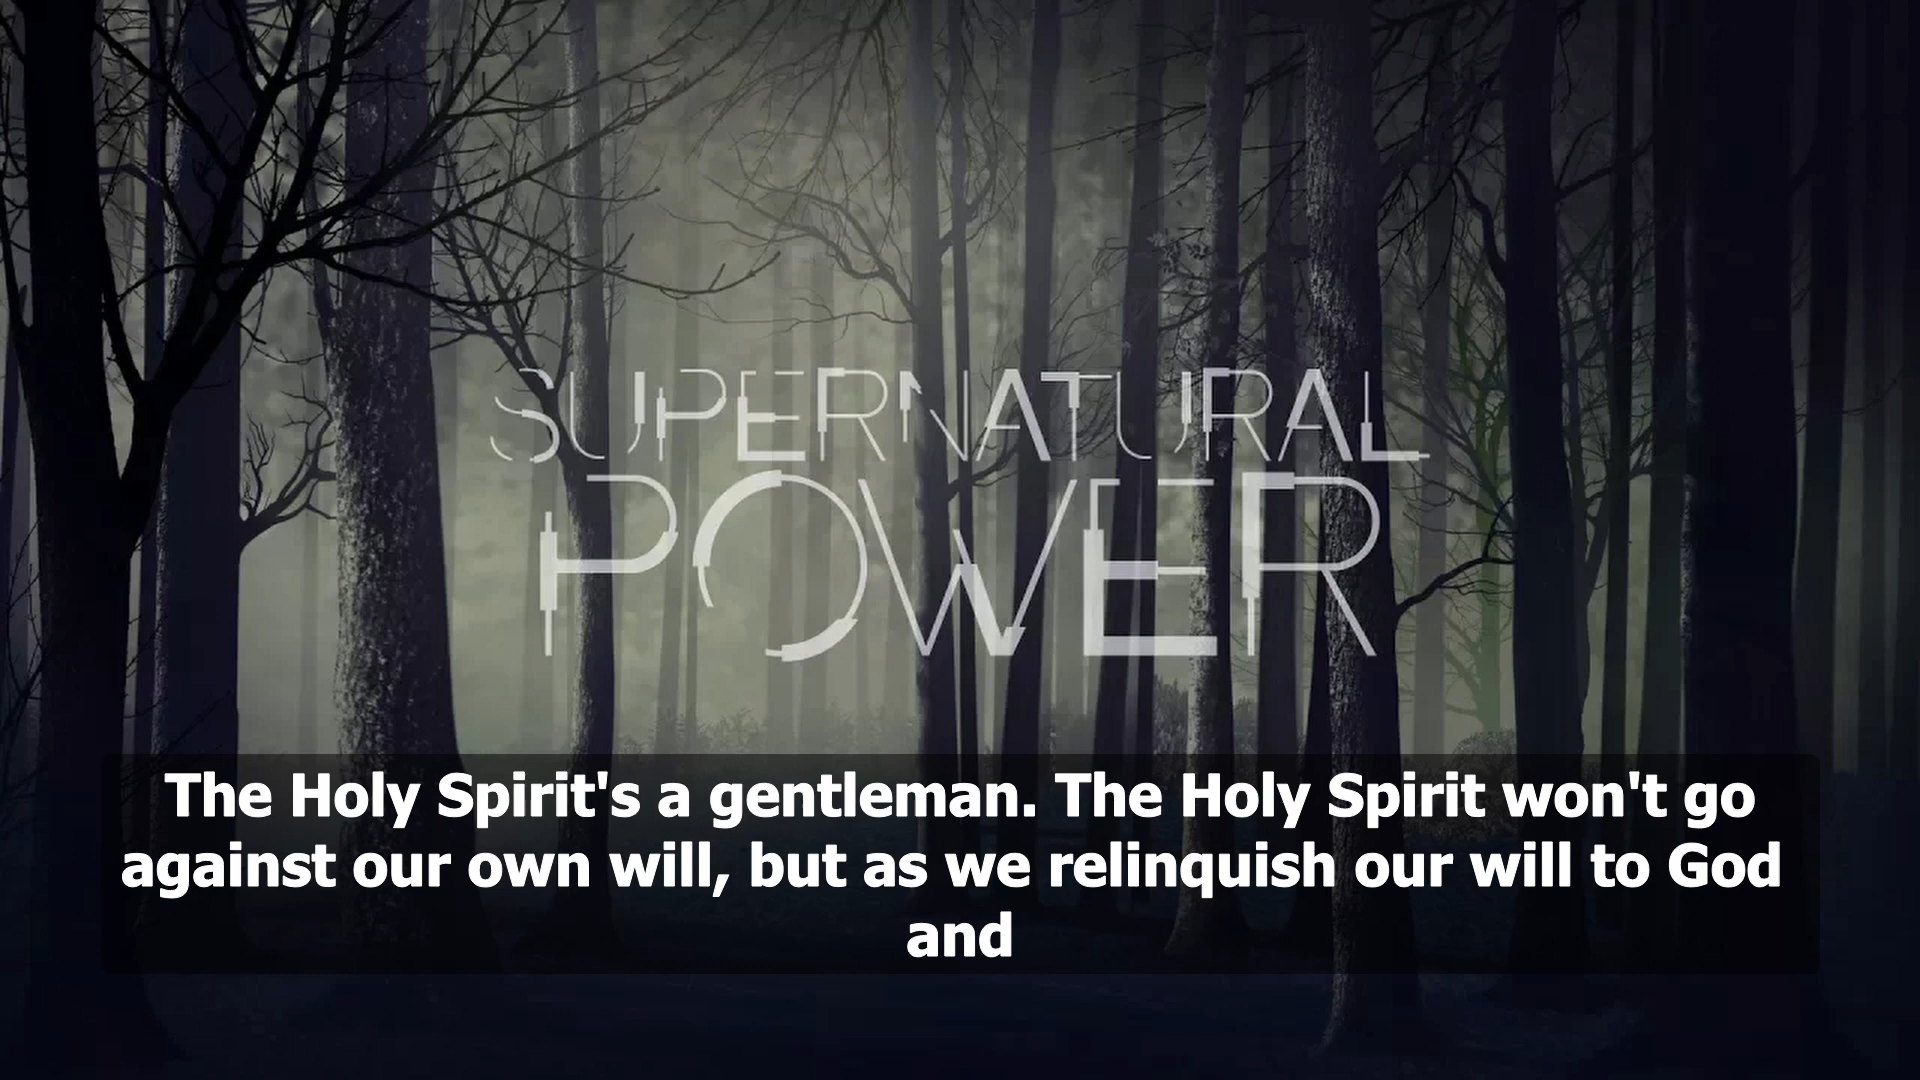 SUPERNATURAL
POWER
The Holy Spirit's a gentleman. The Holy Spirit won't go
against our own will, but as we relinquish our will to God
and